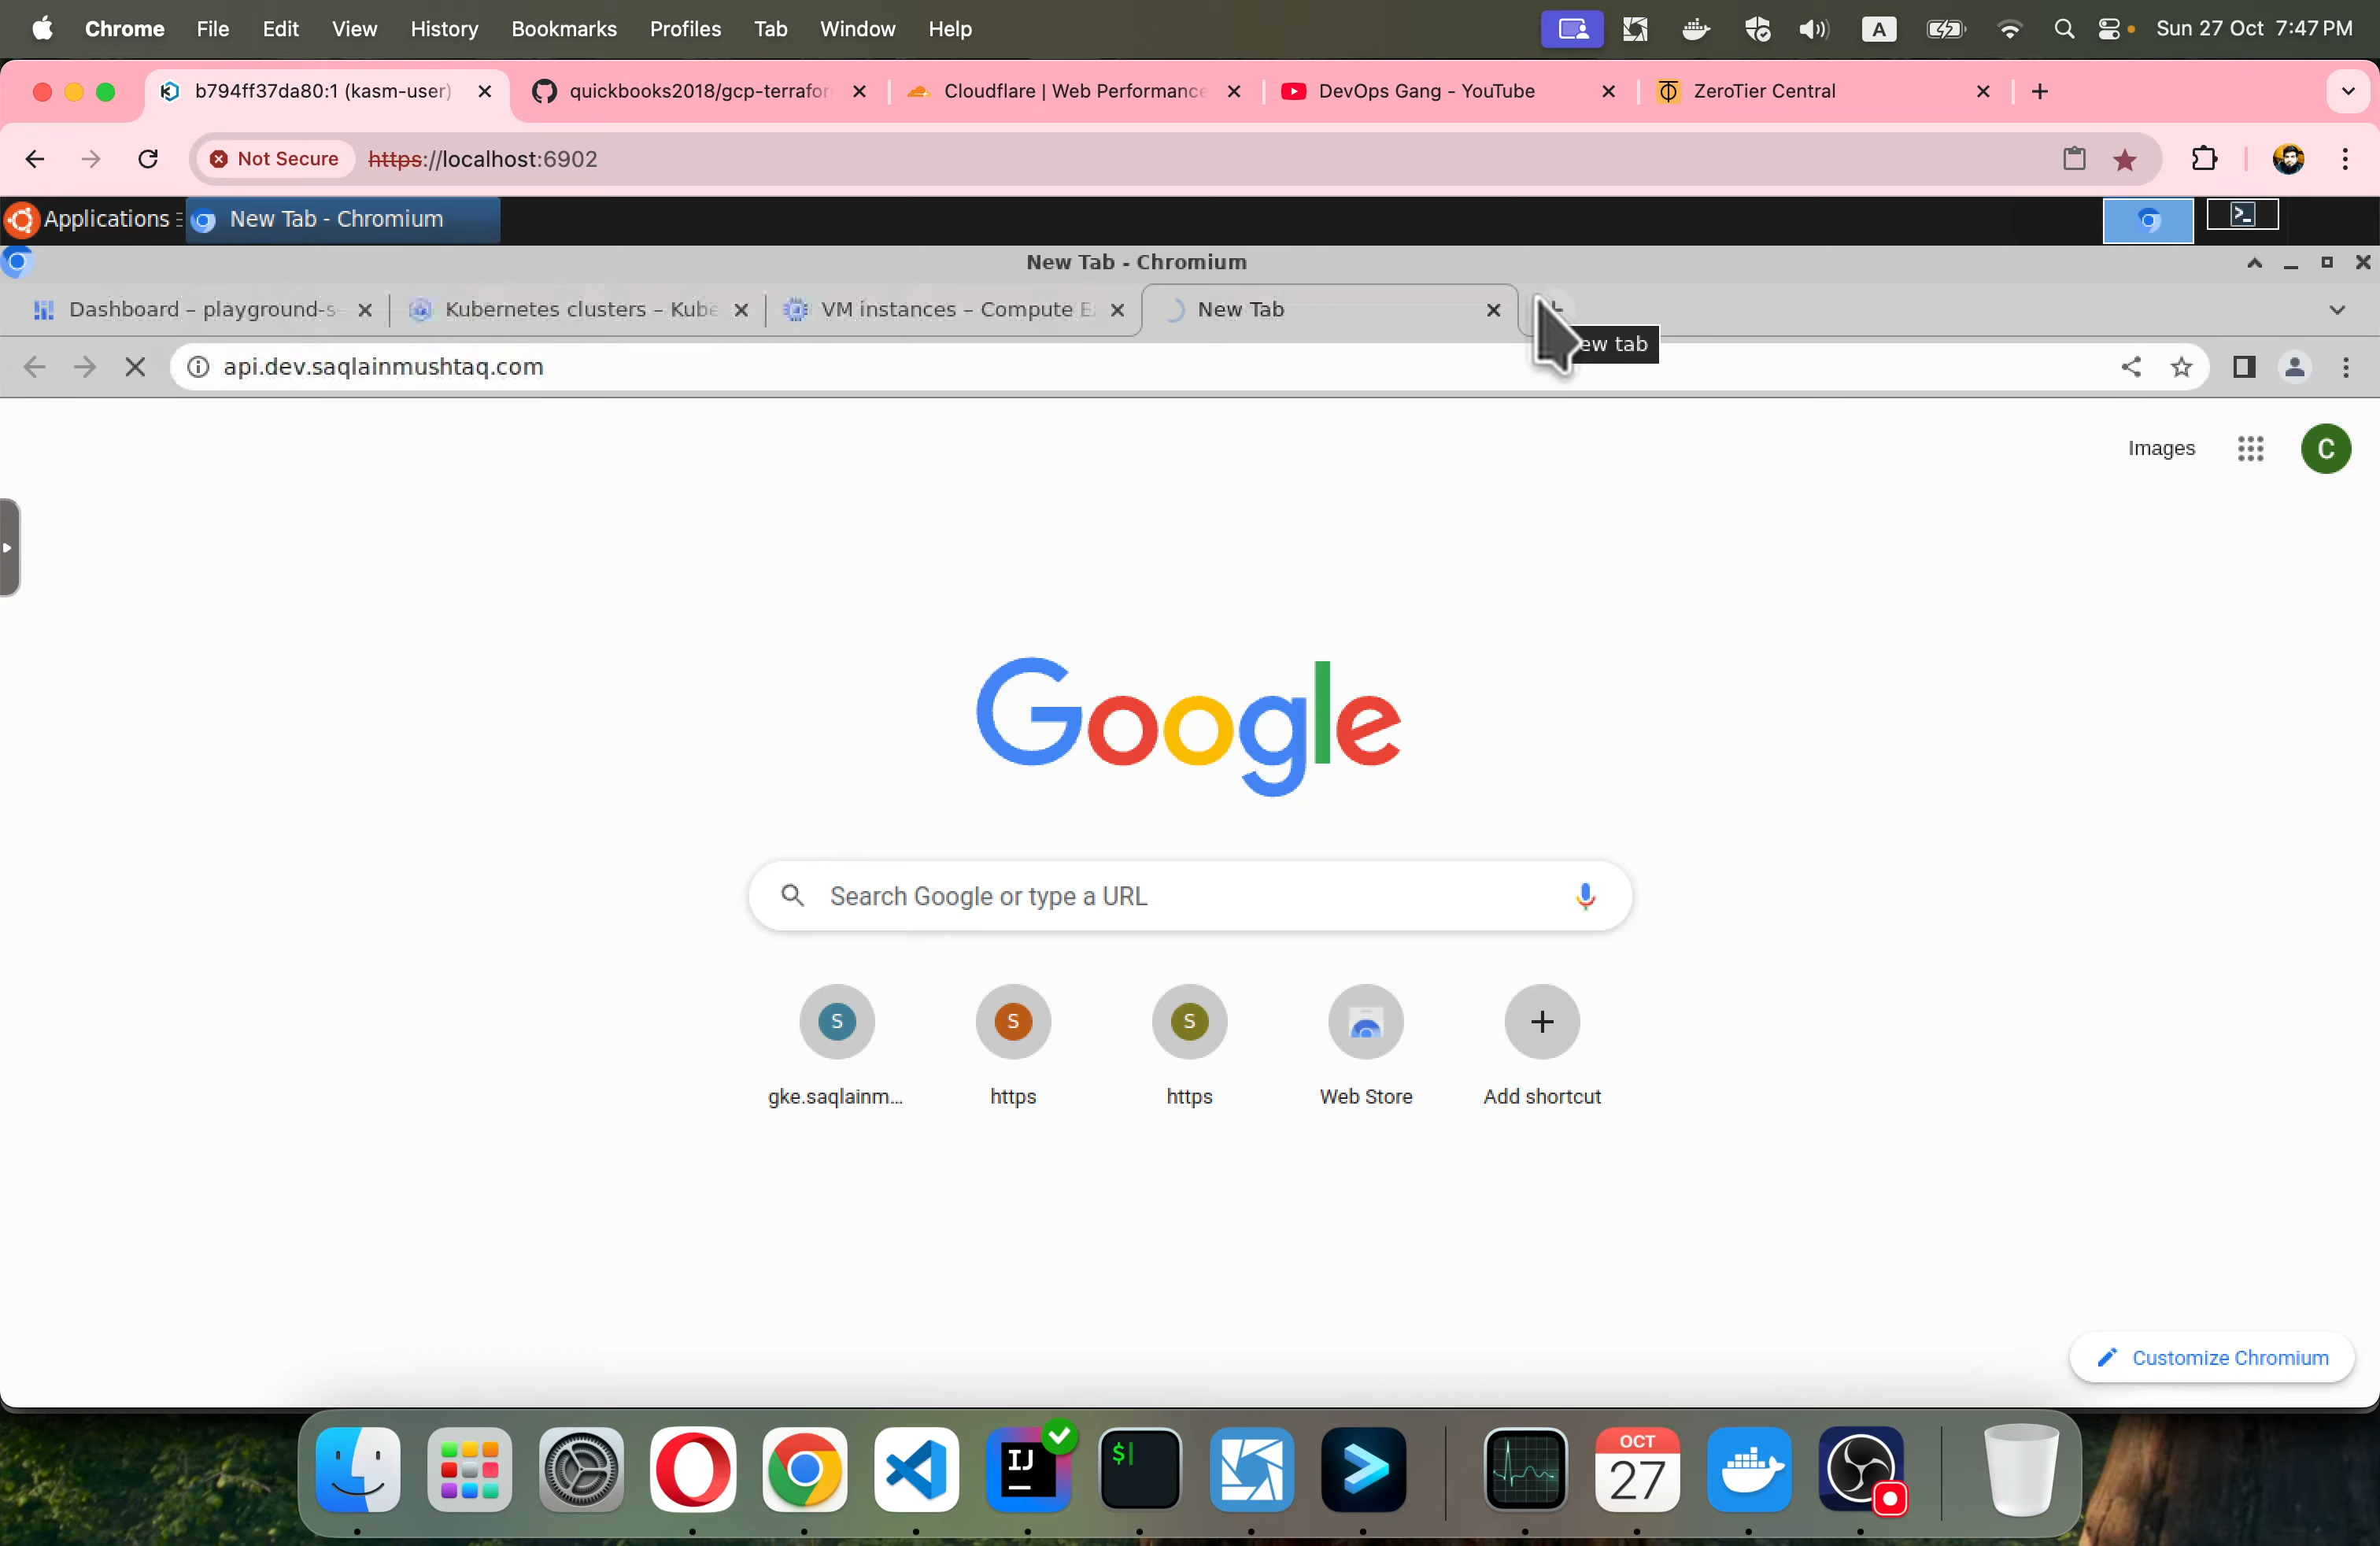 Chrome File Edit View History Bookmarks Profiles Tab Window Help A Sun 27 Oct 7:47 PM
b794ff37da80:1 (kasm-user) quickbooks2018/gcp-terrafor Cloudflare | Web Performance DevOps Gang - YouTube ZeroTier Central
Not Secure https://localhost:6902
Applications New Tab - Chromium
New Tab - Chromium
Dashboard – playground-s Kubernetes clusters – Kube VM instances – Compute E New Tab
ew tab
api.dev.saqlainmushtaq.com
Images C
Google
Search Google or type a URL
S S S
gke.saqlainm... https https Web Store Add shortcut
Customize Chromium
OCT
IJ $ 27